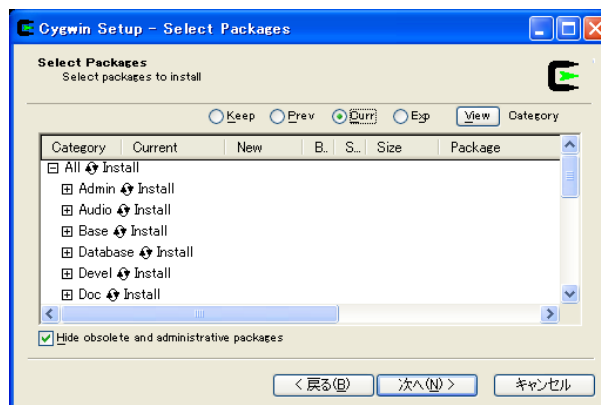 Cygwin Setup - Select Packages
Select Packages
Select packages to install
Keep Prev Curr Exp View Category
Category Current New B.. S... Size Package
All Install
Admin Install
Audio Install
Base Install
Database Install
Devel Install
Doc Install
Hide obsolete and administrative packages
< 戻る(B) 次へ(N) > キャンセル